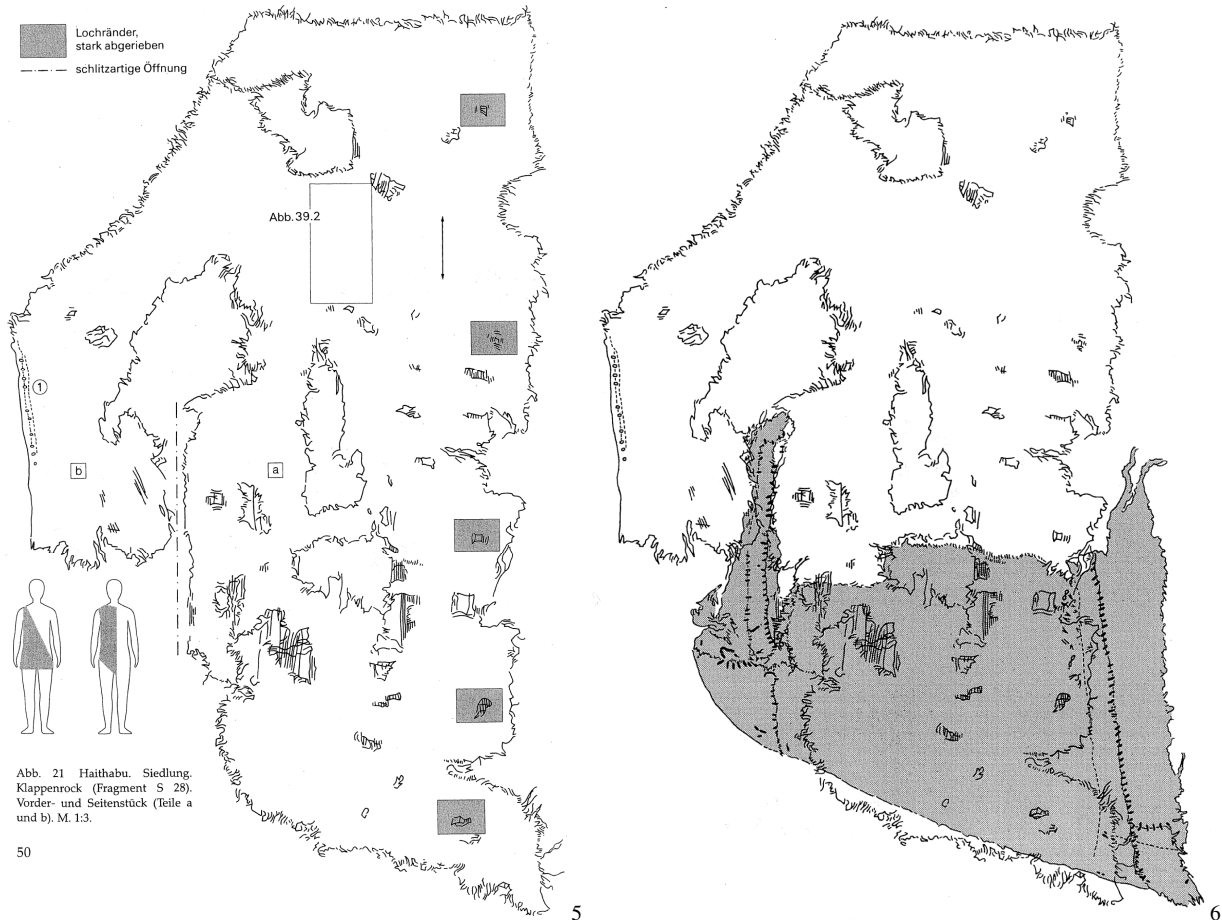 Lochränder,
stark abgerieben
schlitzartige Öffnung
Abb. 39.2
1
b
a
Abb. 21 Haithabu. Siedlung.
Klappenrock (Fragment S 28).
Vorder- und Seitenstück (Teile a
und b). M. 1:3.
50
5
6